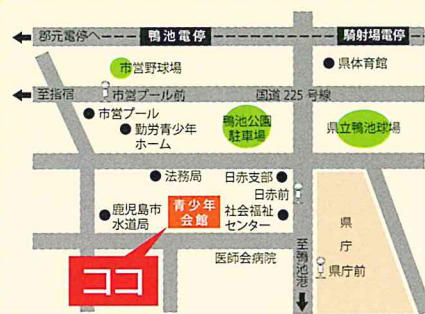 郡元電停へ
鴨池電停
騎射場電停
市営野球場
県体育館
至指宿
市営プール前
国道225号線
市営プール
勤労青少年
ホーム
鴨池公園
駐車場
県立鴨池球場
法務局
日赤支部
日赤前
鹿児島市
水道局
青少年
会館
社会福祉
センター
県
庁
ココ
医師会病院
至鴨池港
県庁前